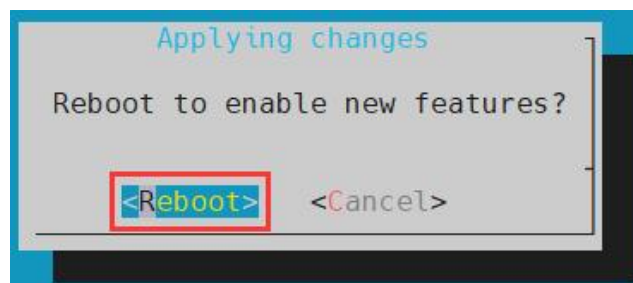 Applying changes
Reboot to enable new features?
<Reboot> <Cancel>